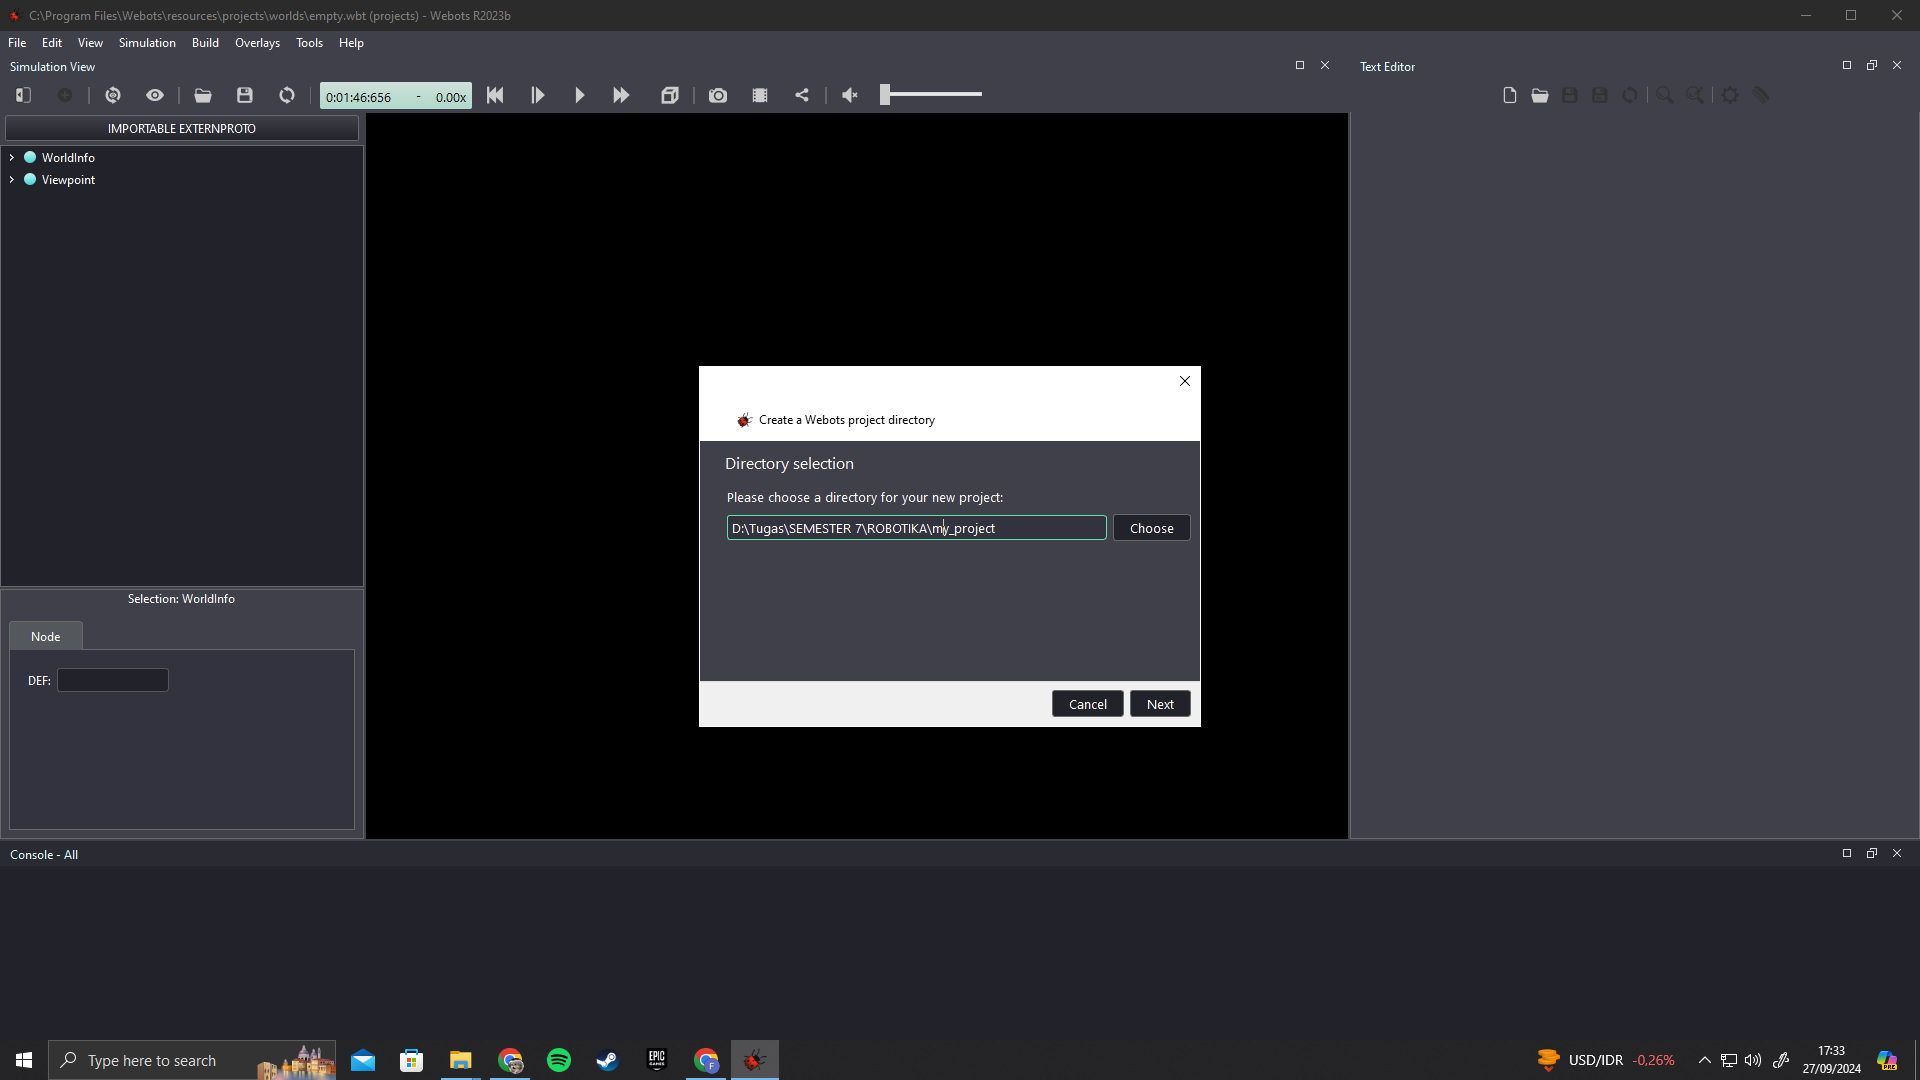 C:\Program Files\Webots\resources\projects\worlds\empty.wbt (projects) - Webots R2023b
File Edit View Simulation Build Overlays Tools Help
Simulation View
Text Editor
0:01:46:656 - 0.00x
IMPORTABLE EXTERNPROTO
WorldInfo
Viewpoint
Create a Webots project directory
Directory selection
Please choose a directory for your new project:
D:\Tugas\SEMESTER 7\ROBOTIKA\my_project
Choose
Cancel Next
Selection: WorldInfo
Node
DEF:
Console - All
Type here to search
EPIC
GAMES
F
USD/IDR -0,26%
17:33
27/09/2024
PRE